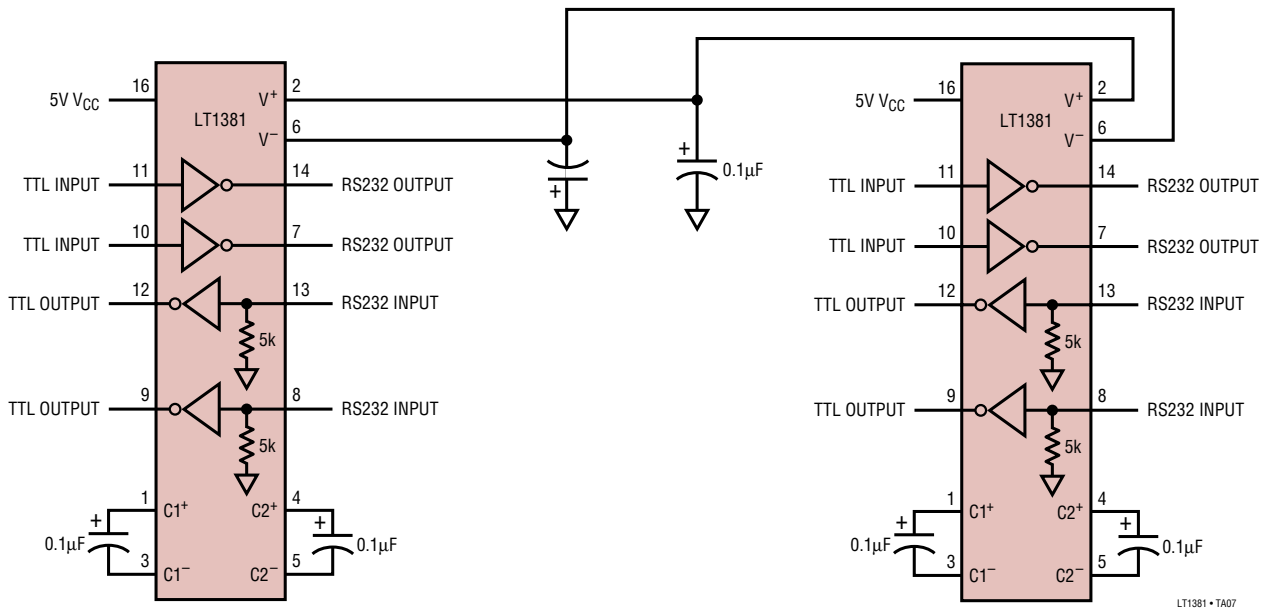 16
5V VCC
LT1381
V+
2
V−
6
11
TTL INPUT
14
RS232 OUTPUT
10
TTL INPUT
7
RS232 OUTPUT
12
TTL OUTPUT
13
RS232 INPUT
5k
9
TTL OUTPUT
8
RS232 INPUT
5k
1
C1+
+
0.1µF
3
C1−
4
C2+
+
0.1µF
5
C2−
+
+
0.1µF
16
5V VCC
LT1381
V+
2
V−
6
11
TTL INPUT
14
RS232 OUTPUT
10
TTL INPUT
7
RS232 OUTPUT
12
TTL OUTPUT
13
RS232 INPUT
5k
9
TTL OUTPUT
8
RS232 INPUT
5k
1
C1+
+
0.1µF
3
C1−
4
C2+
+
0.1µF
5
C2−
LT1381 • TA07